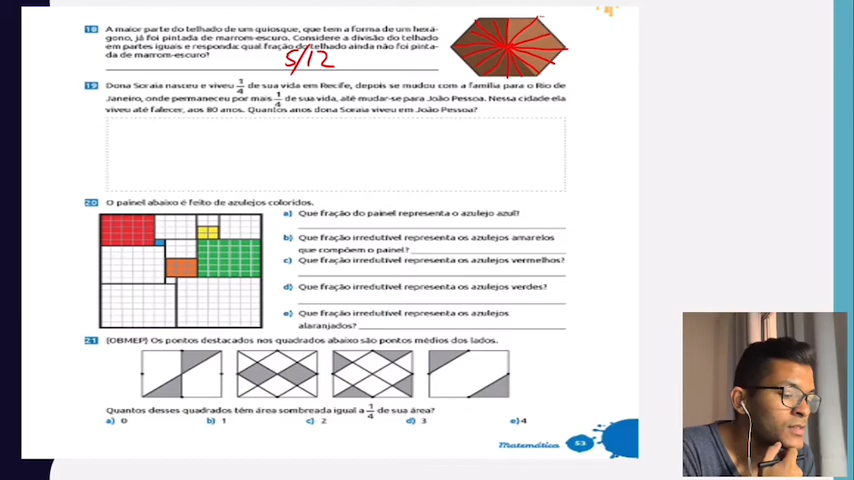 18 A maior parte do telhado de um quiosque, que tem a forma de um hexá-
gono, já foi pintada de marrom-escuro. Considere a divisão do telhado
em partes iguais e responda: qual fração do telhado ainda não foi pinta-
da de marrom-escuro?
5/12
19 Dona Soraia nasceu e viveu 1/4 de sua vida em Recife, depois se mudou com a família para o Rio de
Janeiro, onde permaneceu por mais 1/4 de sua vida, até mudar-se para João Pessoa. Nessa cidade ela
viveu até falecer, aos 80 anos. Quantos anos dona Soraia viveu em João Pessoa?
20 O painel abaixo é feito de azulejos coloridos.
a) Que fração do painel representa o azulejo azul?
b) Que fração irredutível representa os azulejos amarelos
que compõem o painel?
c) Que fração irredutível representa os azulejos vermelhos?
d) Que fração irredutível representa os azulejos verdes?
e) Que fração irredutível representa os azulejos
alaranjados?
21 (OBMEP) Os pontos destacados nos quadrados abaixo são pontos médios dos lados.
Quantos desses quadrados têm área sombreada igual a 1/4 de sua área?
a) 0 b) 1 c) 2 d) 3 e) 4
Matemática 53